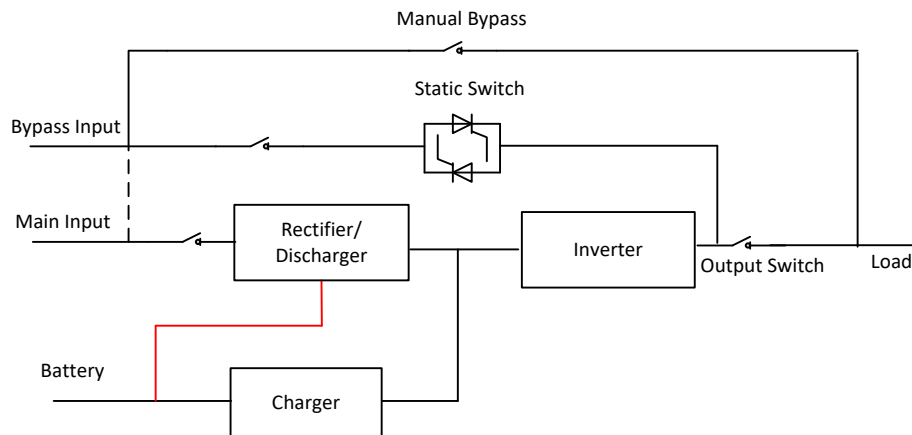 Manual Bypass
Static Switch
Bypass Input
Main Input
Rectifier/
Discharger
Inverter
Output Switch
Load
Battery
Charger